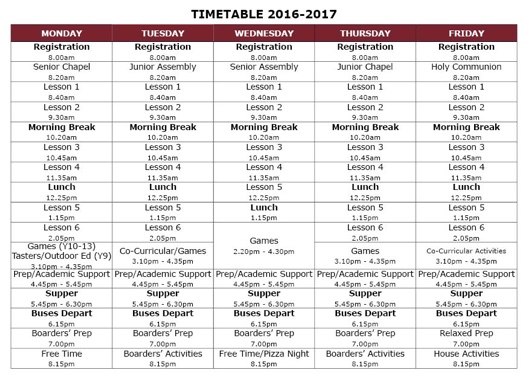 TIMETABLE 2016-2017
MONDAY TUESDAY WEDNESDAY THURSDAY FRIDAY
Registration Registration Registration Registration Registration
8.00am 8.00am 8.00am 8.00am 8.00am
Senior Chapel Junior Assembly Senior Assembly Junior Chapel Holy Communion
8.20am 8.20am 8.20am 8.20am 8.20am
Lesson 1 Lesson 1 Lesson 1 Lesson 1 Lesson 1
8.40am 8.40am 8.40am 8.40am 8.40am
Lesson 2 Lesson 2 Lesson 2 Lesson 2 Lesson 2
9.30am 9.30am 9.30am 9.30am 9.30am
Morning Break Morning Break Morning Break Morning Break Morning Break
10.20am 10.20am 10.20am 10.20am 10.20am
Lesson 3 Lesson 3 Lesson 3 Lesson 3 Lesson 3
10.45am 10.45am 10.45am 10.45am 10.45am
Lesson 4 Lesson 4 Lesson 4 Lesson 4 Lesson 4
11.35am 11.35am 11.35am 11.35am 11.35am
Lunch Lunch Lesson 5 Lunch Lunch
12.25pm 12.25pm 12.25pm 12.25pm 12.25pm
Lesson 5 Lesson 5 Lunch Lesson 5 Lesson 5
1.15pm 1.15pm 1.15pm 1.15pm 1.15pm
Lesson 6 Lesson 6 Games Lesson 6 Lesson 6
2.05pm 2.05pm 2.20pm - 4.30pm 2.05pm 2.05pm
Games (Y10-13) Co-Curricular/Games Games Co-Curricular Activities
Tasters/Outdoor Ed (Y9)
3.10pm - 4.35pm 3.10pm - 4.35pm 3.10pm - 4.35pm 3.10pm - 4.35pm
Prep/Academic Support Prep/Academic Support Prep/Academic Support Prep/Academic Support Prep/Academic Support
4.45pm - 5.45pm 4.45pm - 5.45pm 4.45pm - 5.45pm 4.45pm - 5.45pm 4.45pm - 5.45pm
Supper Supper Supper Supper Supper
5.45pm - 6.30pm 5.45pm - 6.30pm 5.45pm - 6.30pm 5.45pm - 6.30pm 5.45pm - 6.30pm
Buses Depart Buses Depart Buses Depart Buses Depart Buses Depart
6.15pm 6.15pm 6.15pm 6.15pm 6.15pm
Boarders' Prep Boarders' Prep Boarders' Prep Boarders' Prep Relaxed Prep
7.00pm 7.00pm 7.00pm 7.00pm 7.00pm
Free Time Boarders' Activities Free Time/Pizza Night Boarders' Activities House Activities
8.15pm 8.15pm 8.15pm 8.15pm 8.15pm